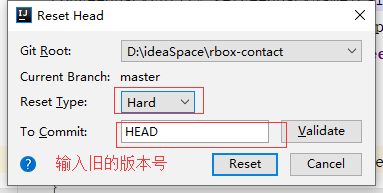 Reset Head
Git Root: D:\ideaSpace\rbox-contact
Current Branch: master
Reset Type: Hard
To Commit: HEAD Validate
? 输入旧的版本号 Reset Cancel